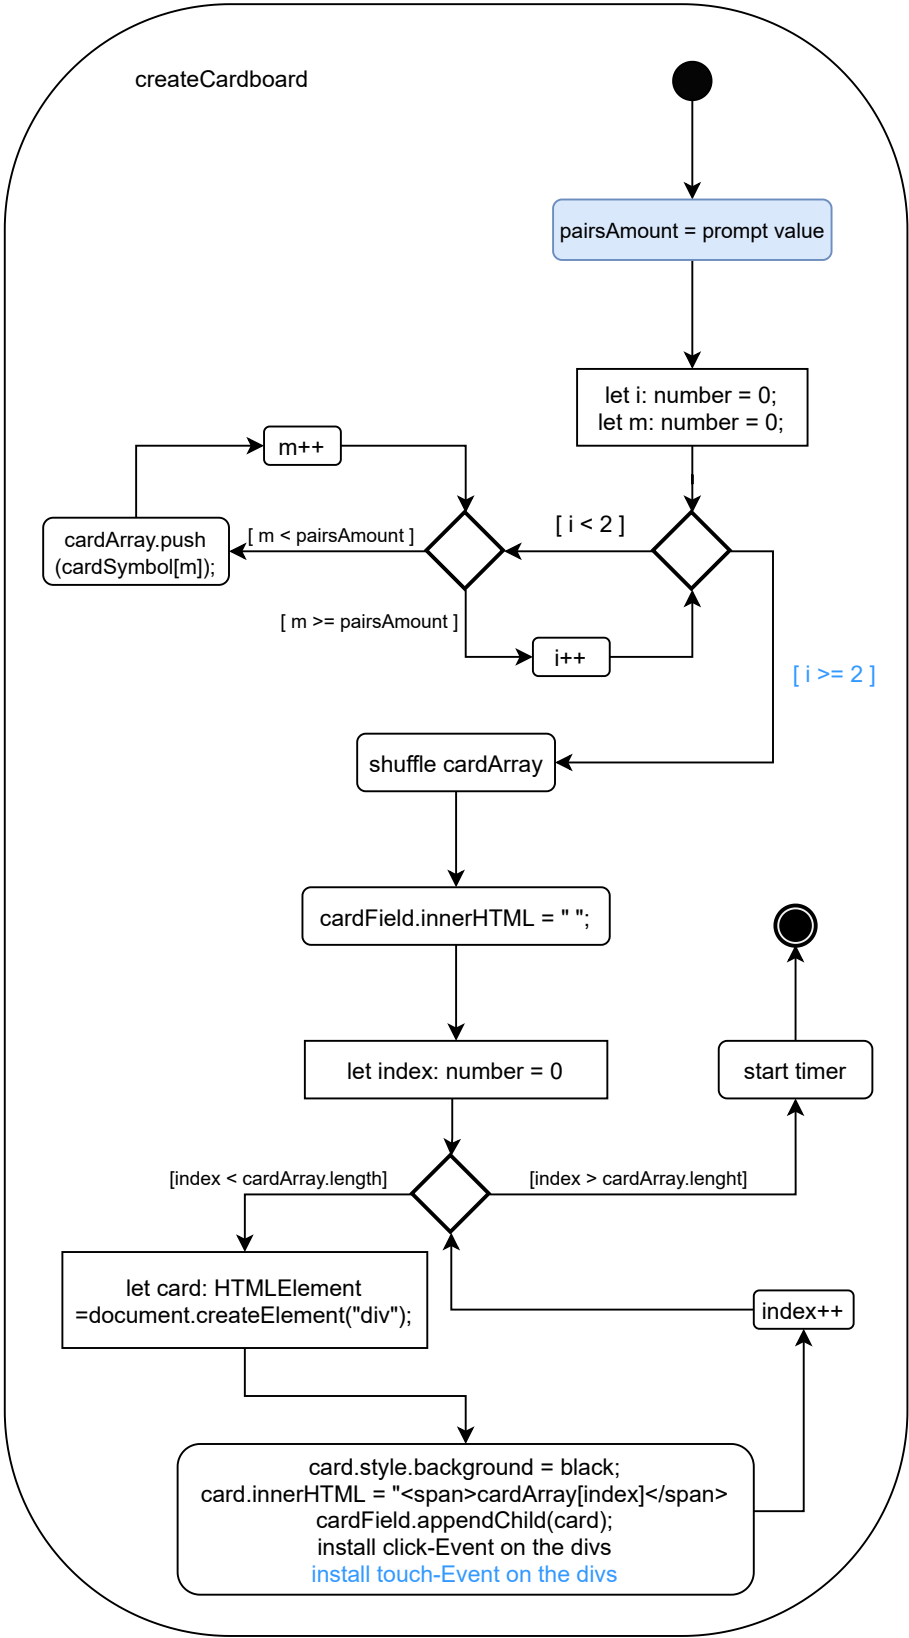 createCardboard
pairsAmount = prompt value
let i: number = 0;
let m: number = 0;
m++
[ i < 2 ]
[ m < pairsAmount ]
cardArray.push
(cardSymbol[m]);
[ m >= pairsAmount ]
i++
[ i >= 2 ]
shuffle cardArray
cardField.innerHTML = " ";
let index: number = 0
start timer
[index < cardArray.length]
[index > cardArray.lenght]
let card: HTMLElement
=document.createElement("div");
index++
card.style.background = black;
card.innerHTML = "<span>cardArray[index]</span>
cardField.appendChild(card);
install click-Event on the divs
install touch-Event on the divs